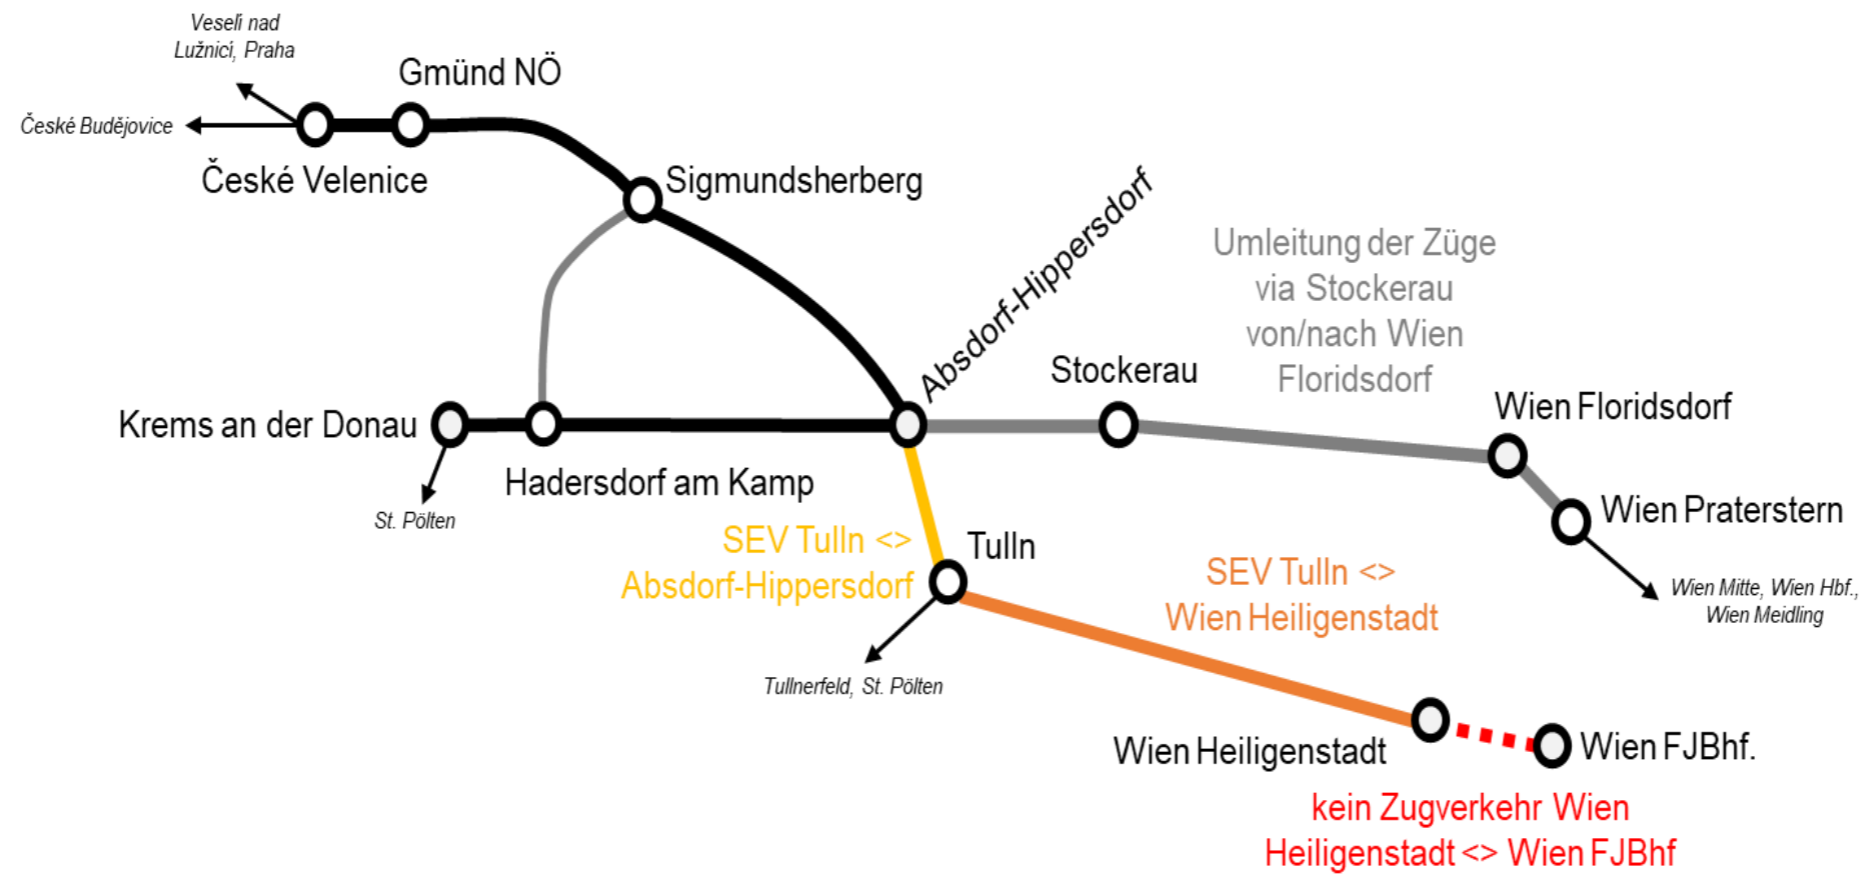 Veselí nad
Lužnicí, Praha
Gmünd NÖ
České Budějovice
České Velenice
Sigmundsherberg
Absdorf-Hippersdorf
Umleitung der Züge
via Stockerau
von/nach Wien
Floridsdorf
Stockerau
Wien Floridsdorf
Krems an der Donau
Hadersdorf am Kamp
St. Pölten
Wien Praterstern
SEV Tulln <>
Absdorf-Hippersdorf
Tulln
SEV Tulln <>
Wien Heiligenstadt
Wien Mitte, Wien Hbf.,
Wien Meidling
Tullnerfeld, St. Pölten
Wien Heiligenstadt
Wien FJBhf.
kein Zugverkehr Wien
Heiligenstadt <> Wien FJBhf